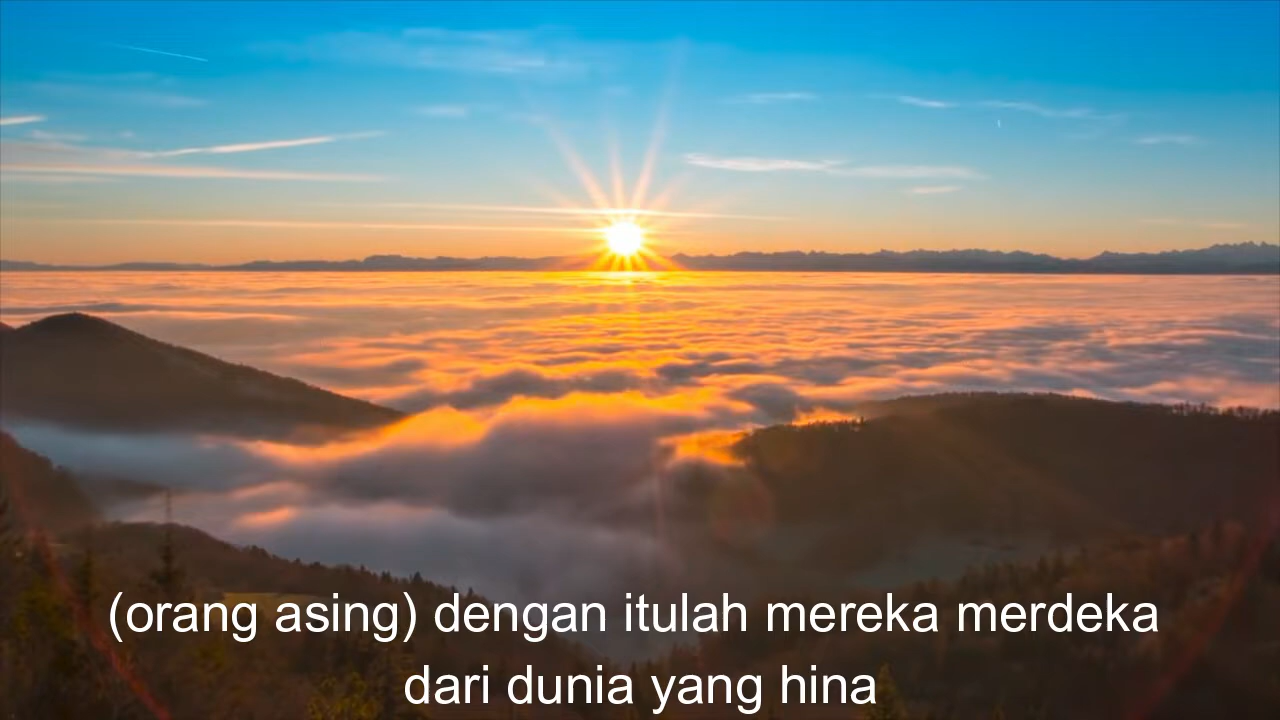 (orang asing) dengan itulah mereka merdeka
dari dunia yang hina